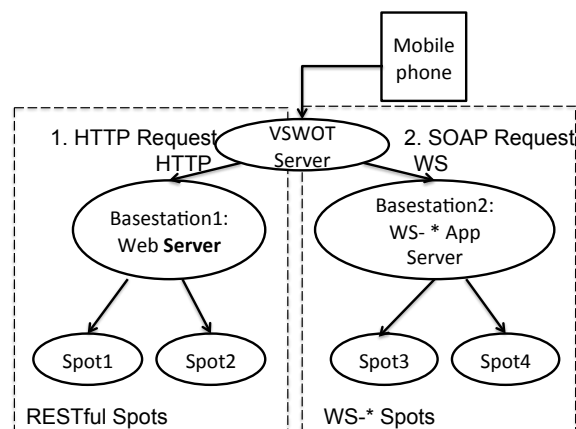 Mobile
phone
1. HTTP Request
HTTP
VSWOT
Server
2. SOAP Request
WS
Basestation1:
Web Server
Basestation2:
WS- * App
Server
Spot1
Spot2
Spot3
Spot4
RESTful Spots
WS-* Spots